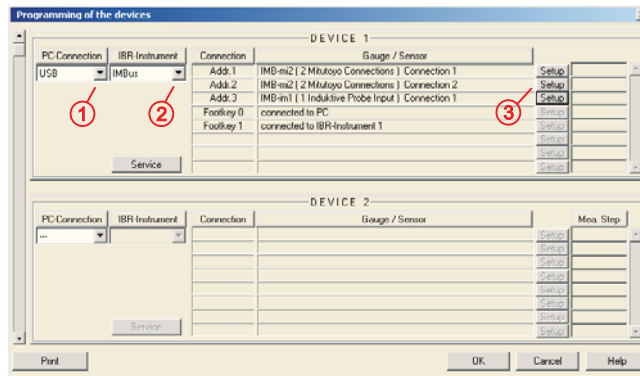 Programming of the devices
DEVICE 1
PC-Connection IBR-Instrument Connection Gauge / Sensor
USB IMBus Addr.1 IMB-mi2 ( 2 Mitutoyo Connections ) Connection 1 Setup
Addr.2 IMB-mi2 ( 2 Mitutoyo Connections ) Connection 2 Setup
1 2 3
Addr.3 IMB-im1 ( 1 Induktive Probe Input ) Connection 1 Setup
Footkey 0 connected to PC Setup
Footkey 1 connected to IBR-Instrument 1 Setup
Setup
Setup
Service Setup
DEVICE 2
PC-Connection IBR-Instrument Connection Gauge / Sensor Mea. Step
--- Setup
Setup
Setup
Setup
Setup
Setup
Service Setup
Setup
Print OK Cancel Help